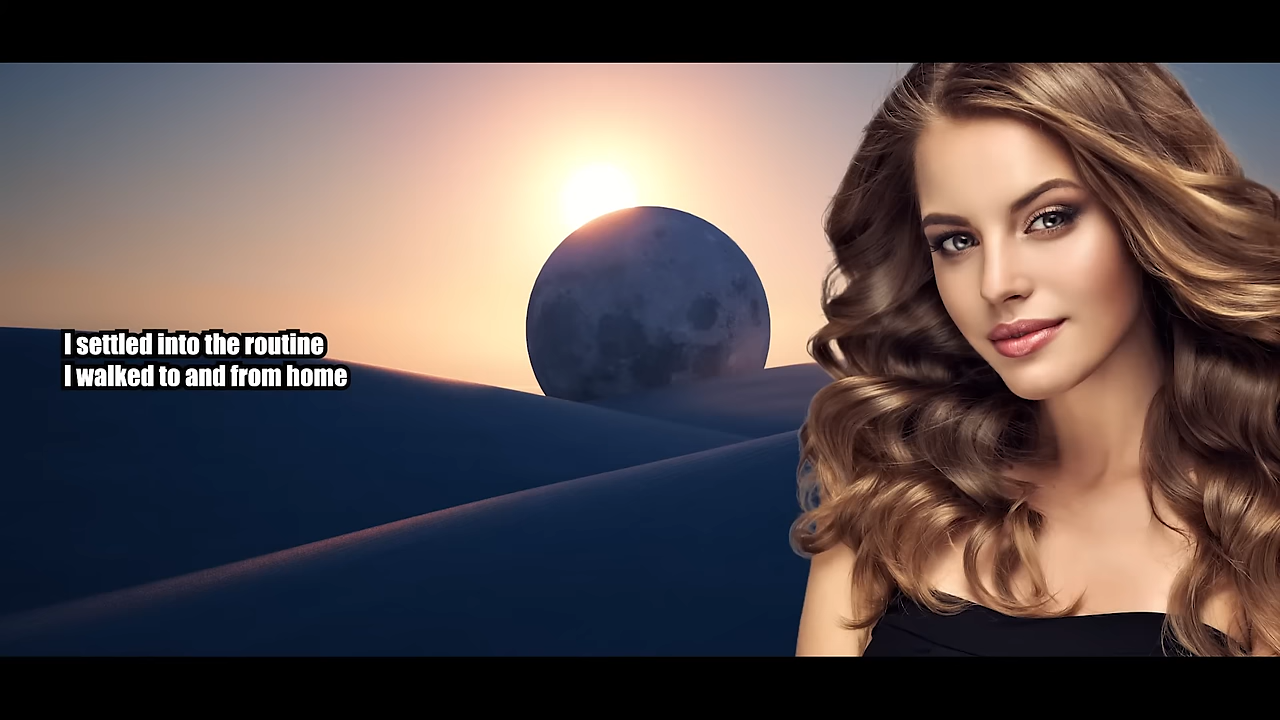 I settled into the routine
I walked to and from home